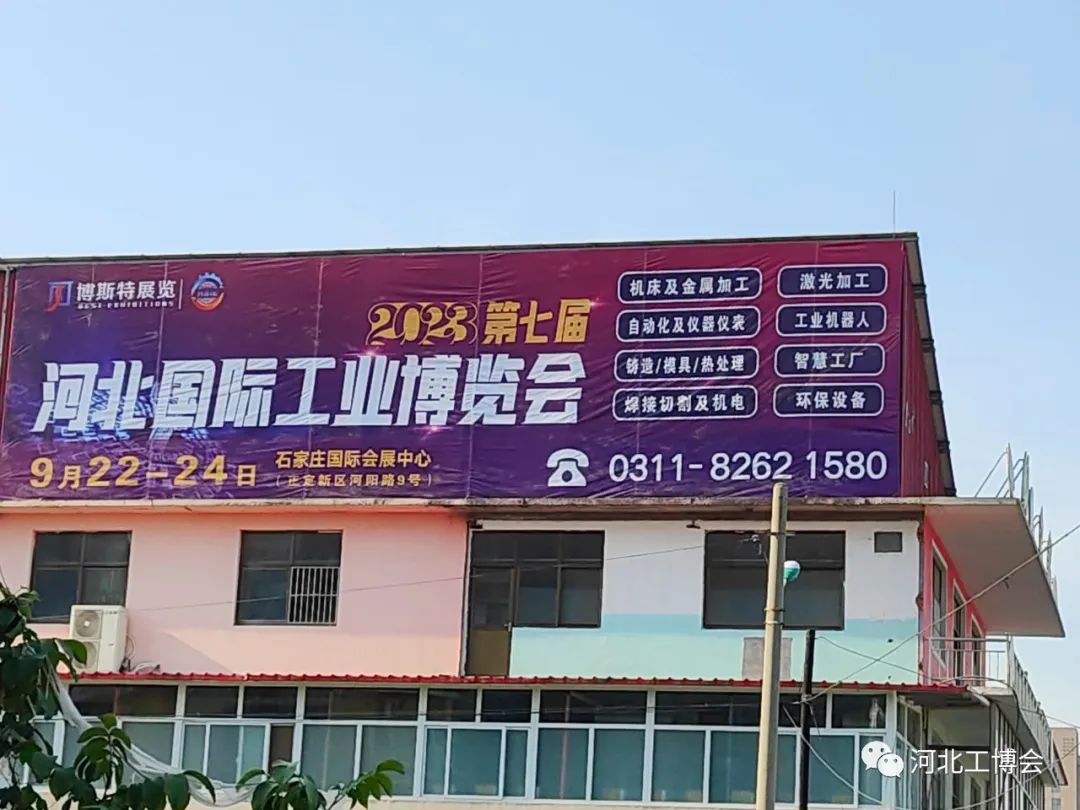 博斯特展览
BEST EXHIBITIONS
2023第七届
河北国际工业博览会
9月22-24日
石家庄国际会展中心
(正定新区河阳路9号)
机床及金属加工
激光加工
自动化及仪器仪表
工业机器人
铸造/模具/热处理
智慧工厂
焊接切割及机电
环保设备
0311-8262 1580
河北工博会